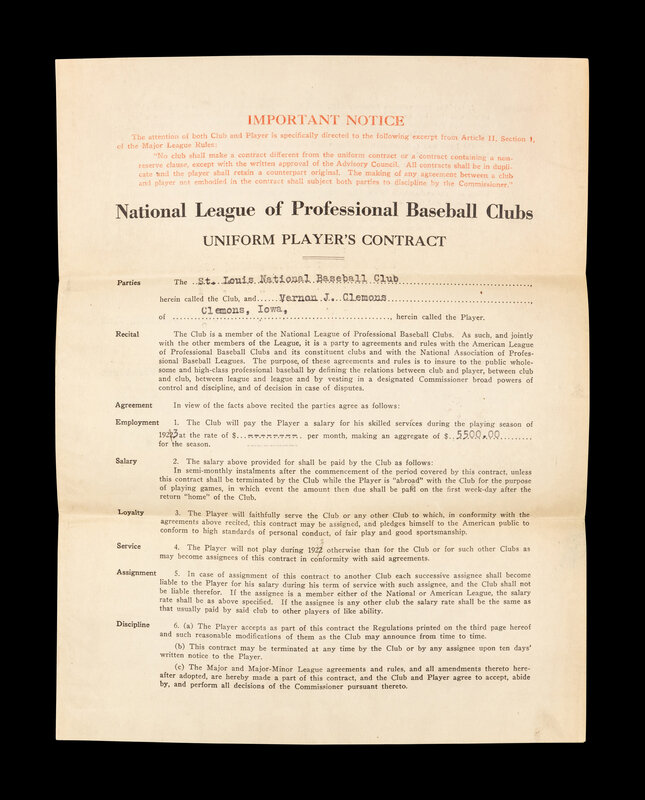 IMPORTANT NOTICE
The attention of both Club and Player is specifically directed to the following excerpt from Article II, Section 1,
of the Major League Rules:
"No club shall make a contract different from the uniform contract or a contract containing a non-
reserve clause, except with the written approval of the Advisory Council. All contracts shall be in dupli-
cate and the player shall retain a counterpart original. The making of any agreement between a club
and player not embodied in the contract shall subject both parties to discipline by the Commissioner."
National League of Professional Baseball Clubs
UNIFORM PLAYER'S CONTRACT
Parties The St. Louis National Baseball Club
herein called the Club, and Vernon J. Clemons
of Clemons, Iowa, herein called the Player.
Recital The Club is a member of the National League of Professional Baseball Clubs. As such, and jointly
with the other members of the League, it is a party to agreements and rules with the American League
of Professional Baseball Clubs and its constituent clubs and with the National Association of Profes-
sional Baseball Leagues. The purpose of these agreements and rules is to insure to the public whole-
some and high-class professional baseball by defining the relations between club and player, between club
and club, between league and league and by vesting in a designated Commissioner broad powers of
control and discipline, and of decision in case of disputes.
Agreement In view of the facts above recited the parties agree as follows:
Employment 1. The Club will pay the Player a salary for his skilled services during the playing season of
1923 at the rate of $ -------- per month, making an aggregate of $ 5500.00
for the season.
Salary 2. The salary above provided for shall be paid by the Club as follows:
In semi-monthly instalments after the commencement of the period covered by this contract, unless
this contract shall be terminated by the Club while the Player is "abroad" with the Club for the purpose
of playing games, in which event the amount then due shall be paid on the first week-day after the
return "home" of the Club.
Loyalty 3. The Player will faithfully serve the Club or any other Club to which, in conformity with the
agreements above recited, this contract may be assigned, and pledges himself to the American public to
conform to high standards of personal conduct, of fair play and good sportsmanship.
Service 4. The Player will not play during 192 otherwise than for the Club or for such other Clubs as
may become assignees of this contract in conformity with said agreements.
Assignment 5. In case of assignment of this contract to another Club each successive assignee shall become
liable to the Player for his salary during his term of service with such assignee, and the Club shall not
be liable therefor. If the assignee is a member either of the National or American League, the salary
rate shall be as above specified. If the assignee is any other club the salary rate shall be the same as
that usually paid by said club to other players of like ability.
Discipline 6. (a) The Player accepts as part of this contract the Regulations printed on the third page hereof
and such reasonable modifications of them as the Club may announce from time to time.
(b) This contract may be terminated at any time by the Club or by any assignee upon ten days'
written notice to the Player.
(c) The Major and Major-Minor League agreements and rules, and all amendments thereto here-
after adopted, are hereby made a part of this contract, and the Club and Player agree to accept, abide
by, and perform all decisions of the Commissioner pursuant thereto.